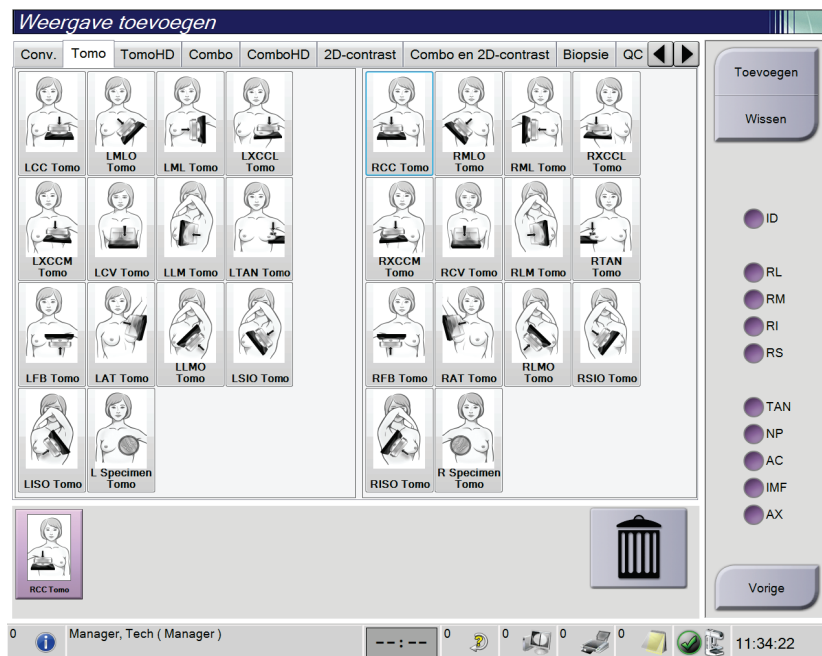 Weergave toevoegen
Conv. Tomo TomoHD Combo ComboHD 2D-contrast Combo en 2D-contrast Biopsie QC
Toevoegen
Wissen
LCC Tomo
LMLO
Tomo
LML Tomo
LXCCL
Tomo
RCC Tomo
RMLO
Tomo
RML Tomo
RXCCL
Tomo
LXCCM
Tomo
LCV Tomo
LLM Tomo
LTAN Tomo
RXCCM
Tomo
RCV Tomo
RLM Tomo
RTAN
Tomo
LFB Tomo
LAT Tomo
LLMO
Tomo
LSIO Tomo
RFB Tomo
RAT Tomo
RLMO
Tomo
RSIO Tomo
LISO Tomo
L Specimen
Tomo
RISO Tomo
R Specimen
Tomo
ID
RL
RM
RI
RS
TAN
NP
AC
IMF
AX
RCC Tomo
Vorige
0 Manager, Tech ( Manager ) --:-- 0 0 0 0 11:34:22